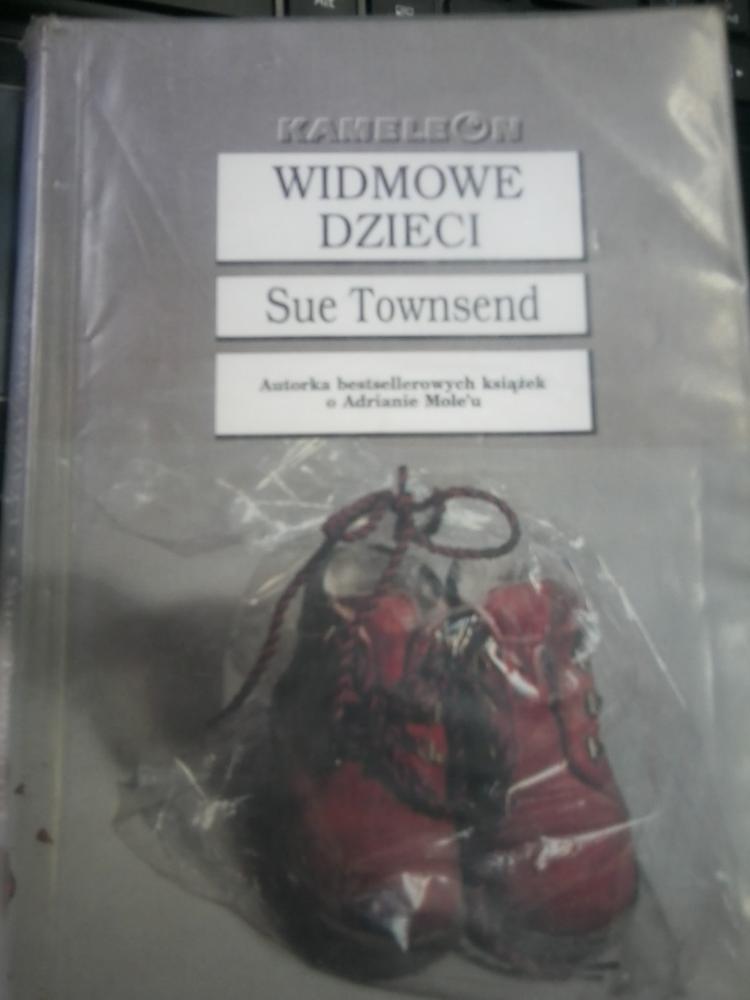 KAMELEON
WIDMOWE
DZIECI
Sue Townsend
Autorka bestsellerowych książek
o Adrianie Mole'u